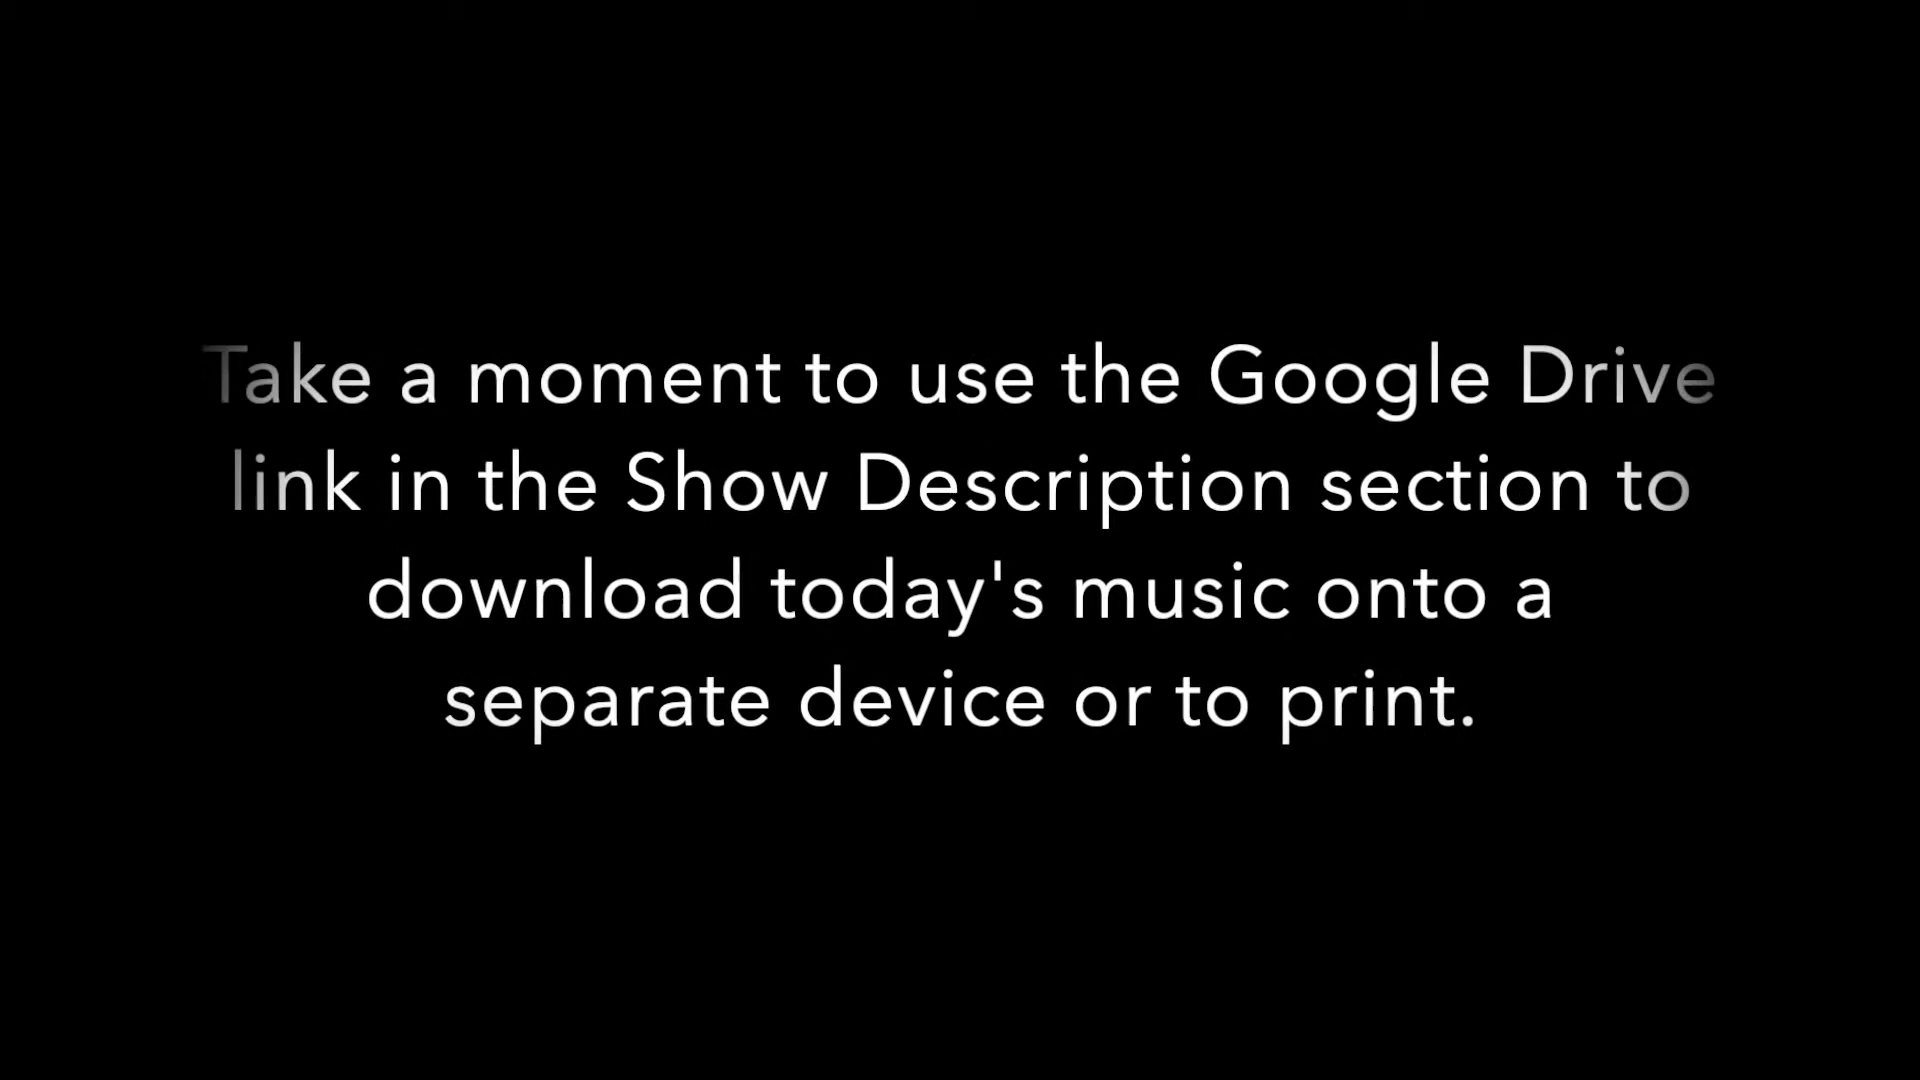 Take a moment to use the Google Drive
link in the Show Description section to
download today's music onto a
separate device or to print.